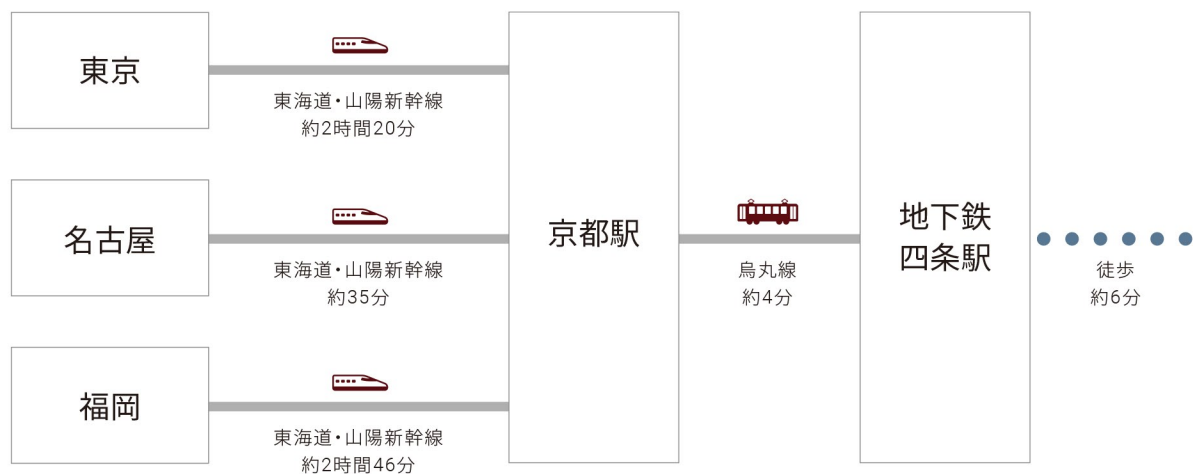 東京
東海道・山陽新幹線
約2時間20分
名古屋
東海道・山陽新幹線
約35分
福岡
東海道・山陽新幹線
約2時間46分
京都駅
烏丸線
約4分
地下鉄
四条駅
徒歩
約6分